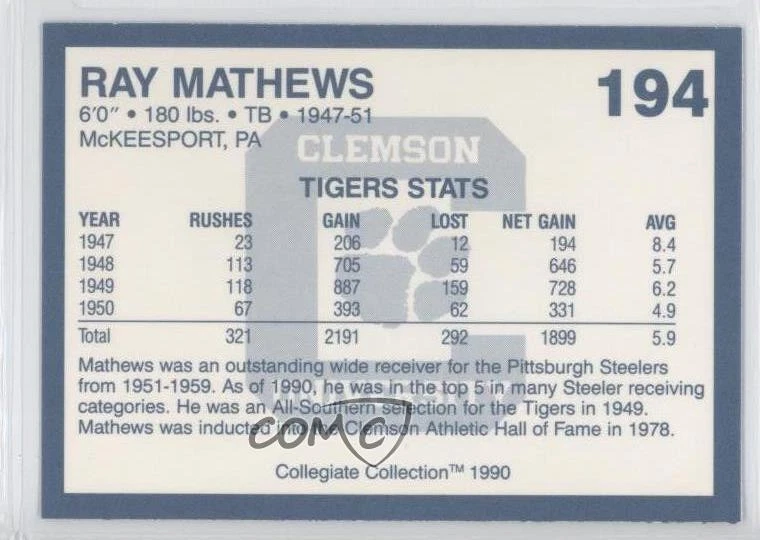 RAY MATHEWS 194
6'0" • 180 lbs. • TB • 1947-51
McKEESPORT, PA
CLEMSON
TIGERS STATS
YEAR RUSHES GAIN LOST NET GAIN AVG
1947 23 206 12 194 8.4
1948 113 705 59 646 5.7
1949 118 887 159 728 6.2
1950 67 393 62 331 4.9
Total 321 2191 292 1899 5.9
Mathews was an outstanding wide receiver for the Pittsburgh Steelers
from 1951-1959. As of 1990, he was in the top 5 in many Steeler receiving
categories. He was an All-Southern selection for the Tigers in 1949.
UNIVERSITY
Mathews was inducted into the Clemson Athletic Hall of Fame in 1978.
COMC
Collegiate Collection™ 1990